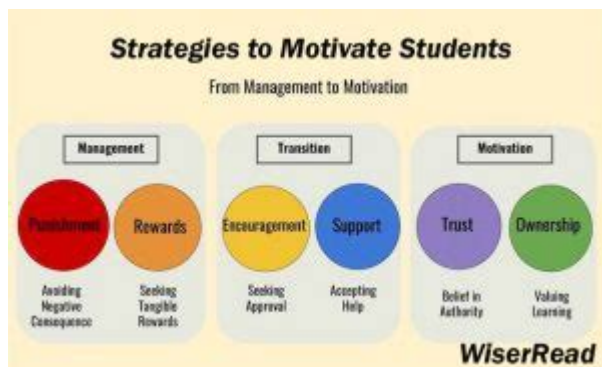 Strategies to Motivate Students
From Management to Motivation
Management
Transition
Motivation
Punishment
Rewards
Encouragement
Support
Trust
Ownership
Avoiding
Negative
Consequence
Seeking
Tangible
Rewards
Seeking
Approval
Accepting
Help
Belief in
Authority
Valuing
Learning
WiserRead